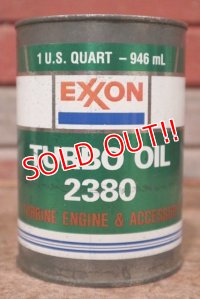 1 U.S. QUART – 946 mL
EXXON
SOLD OUT!!
TURBO OIL
2380
TURBINE ENGINE & ACCESSORY